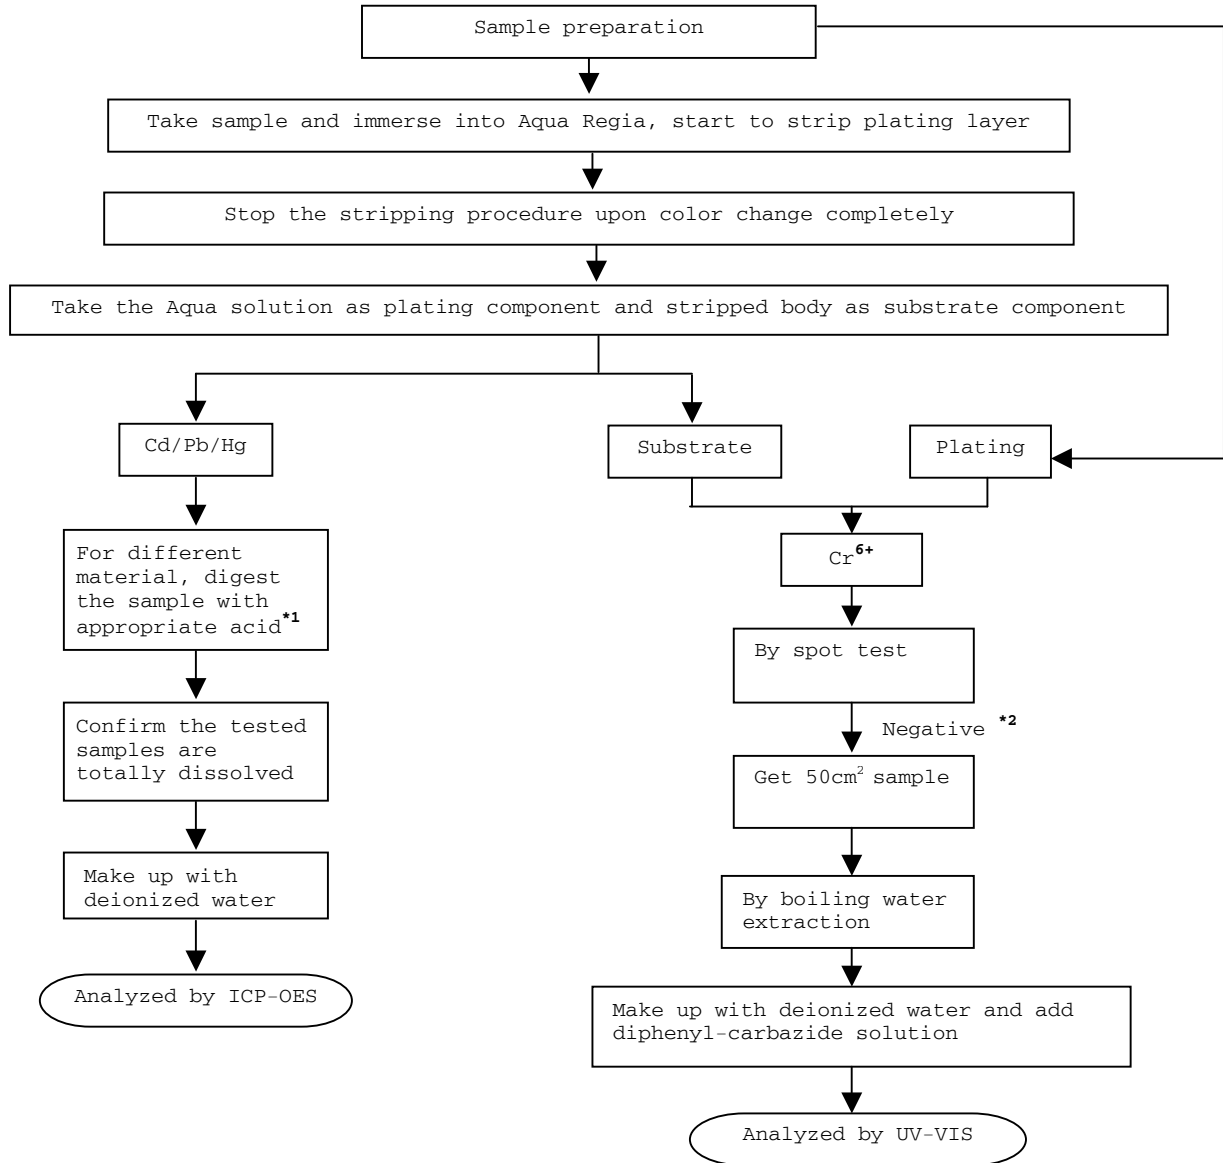 Sample preparation
Take sample and immerse into Aqua Regia, start to strip plating layer
Stop the stripping procedure upon color change completely
Take the Aqua solution as plating component and stripped body as substrate component
Cd/Pb/Hg
For different
material, digest
the sample with
appropriate acid*1
Confirm the tested
samples are
totally dissolved
Make up with
deionized water
Analyzed by ICP-OES
Substrate
Plating
Cr6+
By spot test
Negative *2
Get 50cm2 sample
By boiling water
extraction
Make up with deionized water and add
diphenyl-carbazide solution
Analyzed by UV-VIS